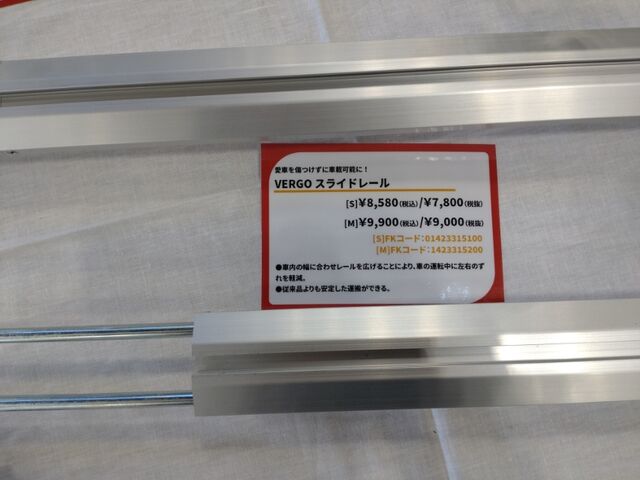 愛車を傷つけずに車載可能に！
VERGO スライドレール
[S]¥8,580(税込)/¥7,800(税抜)
[M]¥9,900(税込)/¥9,000(税抜)
[S]FKコード:01423315100
[M]FKコード:1423315200
●車内の幅に合わせレールを広げることにより、車の運転中に左右のず
れを軽減。
●従来品よりも安定した運搬ができる。